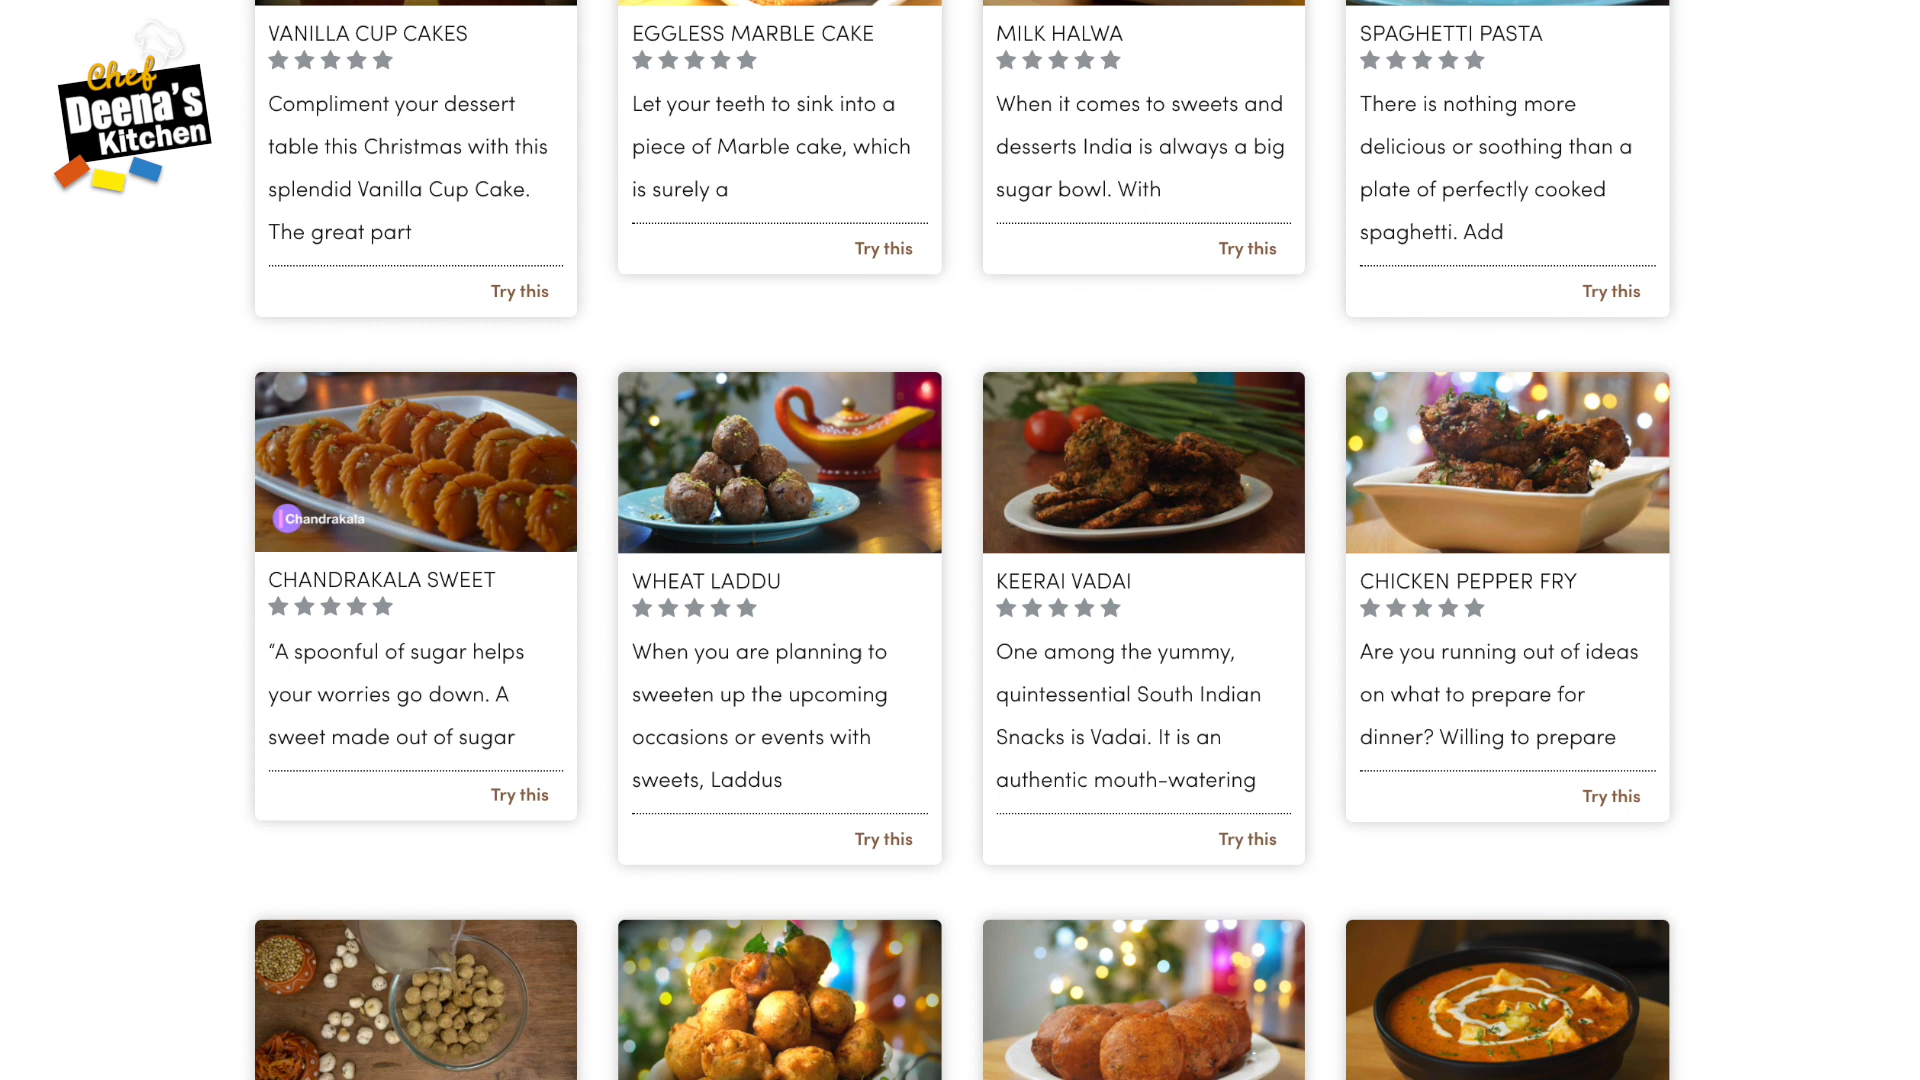 Chef
Deena's
Kitchen
VANILLA CUP CAKES
Compliment your dessert
table this Christmas with this
splendid Vanilla Cup Cake.
The great part
Try this
EGGLESS MARBLE CAKE
Let your teeth to sink into a
piece of Marble cake, which
is surely a
Try this
MILK HALWA
When it comes to sweets and
desserts India is always a big
sugar bowl. With
Try this
SPAGHETTI PASTA
There is nothing more
delicious or soothing than a
plate of perfectly cooked
spaghetti. Add
Try this
Chandrakala
CHANDRAKALA SWEET
“A spoonful of sugar helps
your worries go down. A
sweet made out of sugar
Try this
WHEAT LADDU
When you are planning to
sweeten up the upcoming
occasions or events with
sweets, Laddus
Try this
KEERAI VADAI
One among the yummy,
quintessential South Indian
Snacks is Vadai. It is an
authentic mouth-watering
Try this
CHICKEN PEPPER FRY
Are you running out of ideas
on what to prepare for
dinner? Willing to prepare
Try this